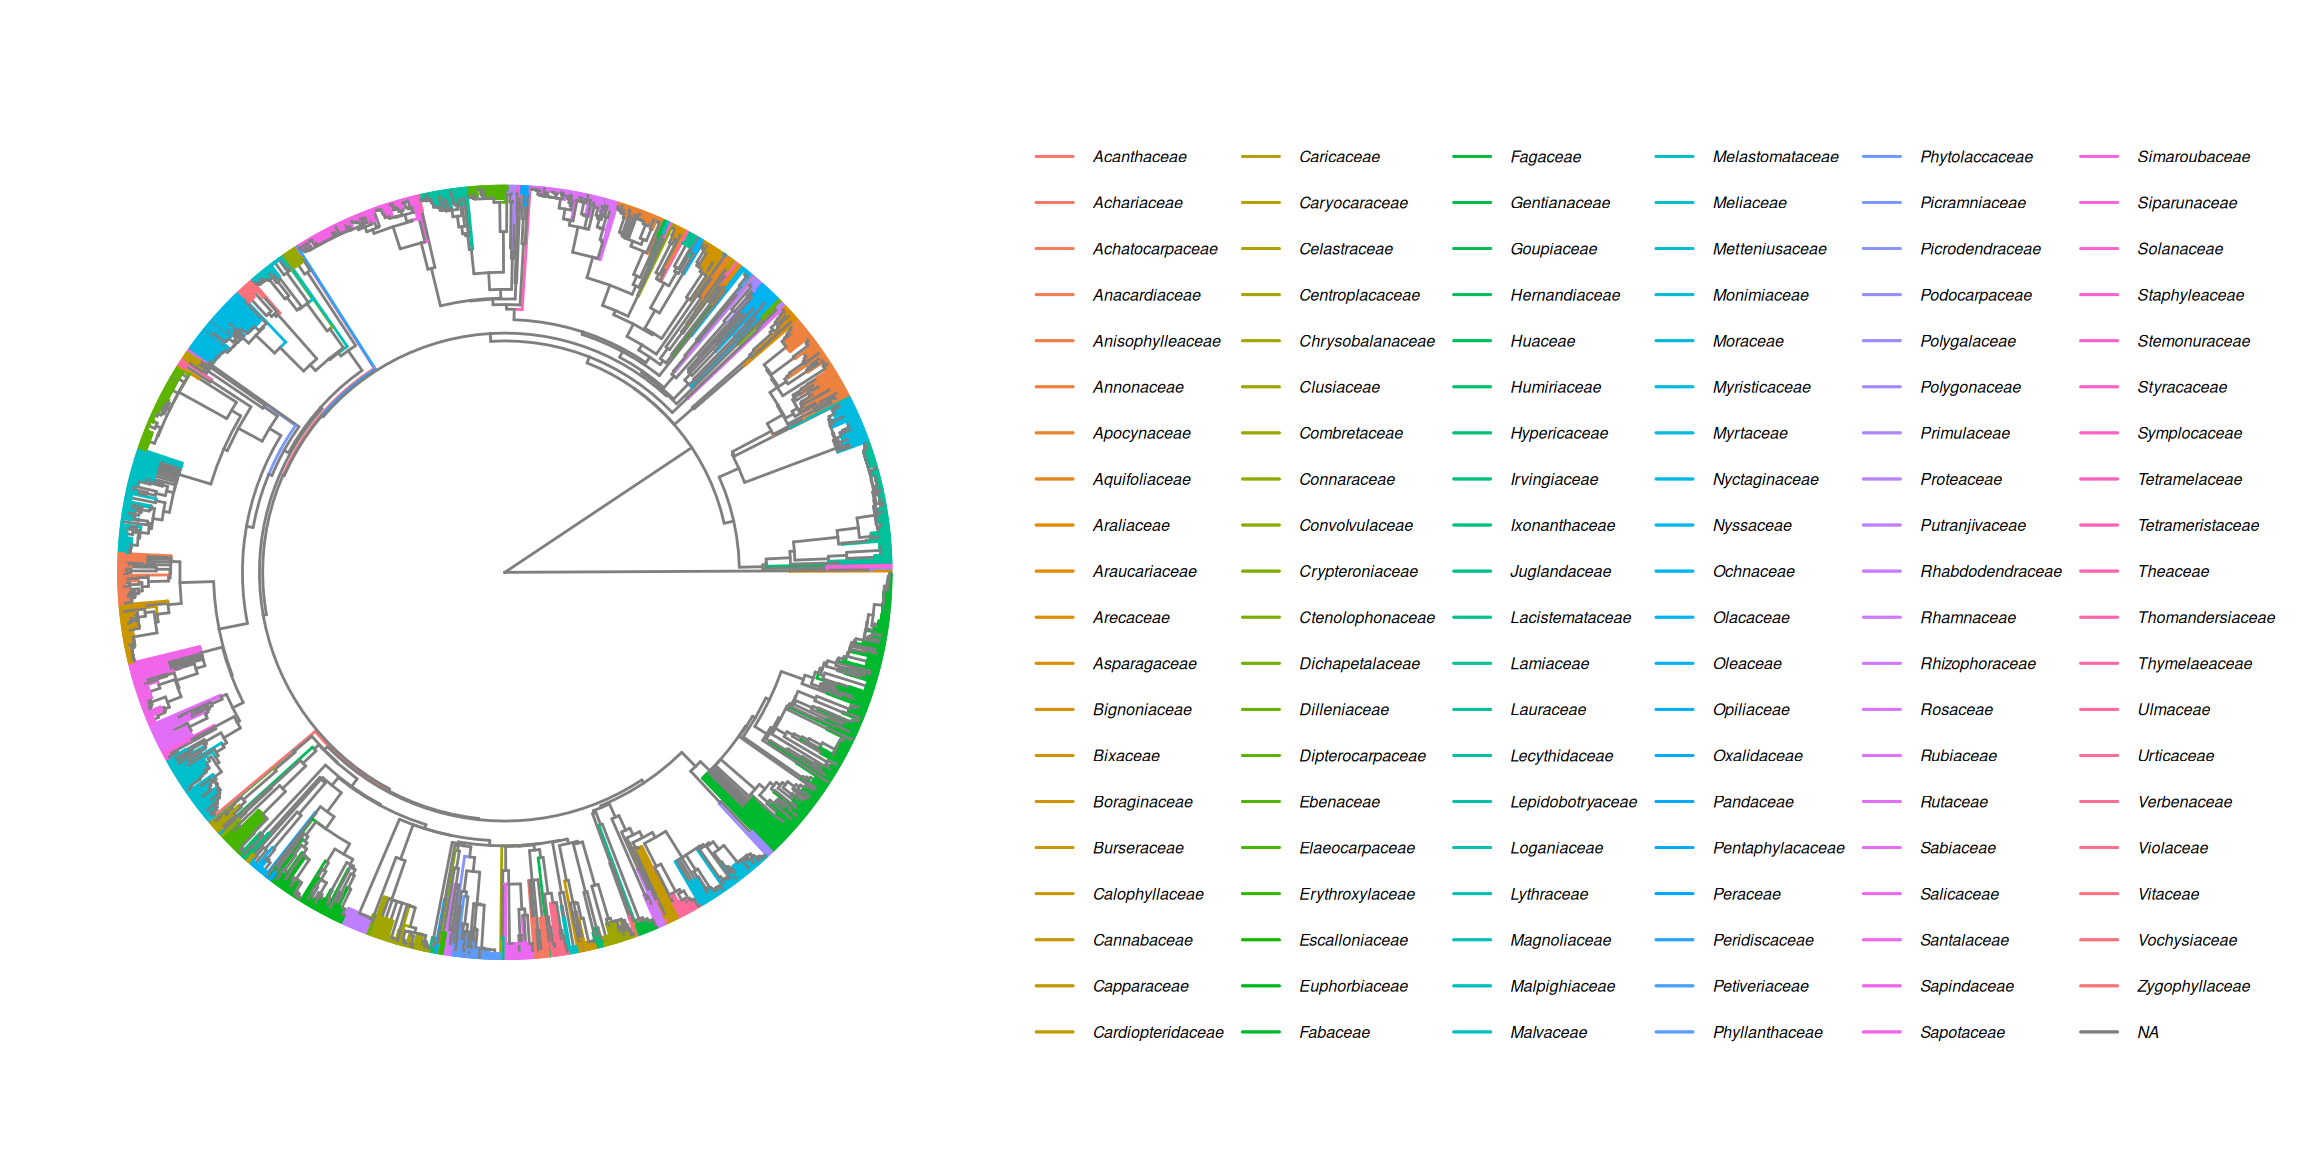 Acanthaceae Caricaceae Fagaceae Melastomataceae Phytolaccaceae Simaroubaceae
Achariaceae Caryocaraceae Gentianaceae Meliaceae Picramniaceae Siparunaceae
Achatocarpaceae Celastraceae Goupiaceae Metteniusaceae Picrodendraceae Solanaceae
Anacardiaceae Centroplacaceae Hernandiaceae Monimiaceae Podocarpaceae Staphyleaceae
Anisophylleaceae Chrysobalanaceae Huaceae Moraceae Polygalaceae Stemonuraceae
Annonaceae Clusiaceae Humiriaceae Myristicaceae Polygonaceae Styracaceae
Apocynaceae Combretaceae Hypericaceae Myrtaceae Primulaceae Symplocaceae
Aquifoliaceae Connaraceae Irvingiaceae Nyctaginaceae Proteaceae Tetramelaceae
Araliaceae Convolvulaceae Ixonanthaceae Nyssaceae Putranjivaceae Tetrameristaceae
Araucariaceae Crypteroniaceae Juglandaceae Ochnaceae Rhabdodendraceae Theaceae
Arecaceae Ctenolophonaceae Lacistemataceae Olacaceae Rhamnaceae Thomandersiaceae
Asparagaceae Dichapetalaceae Lamiaceae Oleaceae Rhizophoraceae Thymelaeaceae
Bignoniaceae Dilleniaceae Lauraceae Opiliaceae Rosaceae Ulmaceae
Bixaceae Dipterocarpaceae Lecythidaceae Oxalidaceae Rubiaceae Urticaceae
Boraginaceae Ebenaceae Lepidobotryaceae Pandaceae Rutaceae Verbenaceae
Burseraceae Elaeocarpaceae Loganiaceae Pentaphylacaceae Sabiaceae Violaceae
Calophyllaceae Erythroxylaceae Lythraceae Peraceae Salicaceae Vitaceae
Cannabaceae Escalloniaceae Magnoliaceae Peridiscaceae Santalaceae Vochysiaceae
Capparaceae Euphorbiaceae Malpighiaceae Petiveriaceae Sapindaceae Zygophyllaceae
Cardiopteridaceae Fabaceae Malvaceae Phyllanthaceae Sapotaceae NA